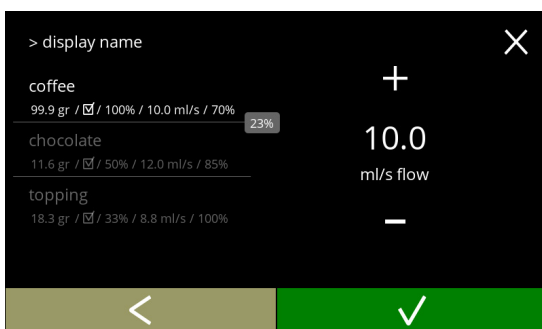 > display name
coffee
99.9 gr / ☑ / 100% / 10.0 ml/s / 70%
23%
chocolate
11.6 gr / ☑ / 50% / 12.0 ml/s / 85%
topping
18.3 gr / ☑ / 33% / 8.8 ml/s / 100%
+
10.0
ml/s flow
−